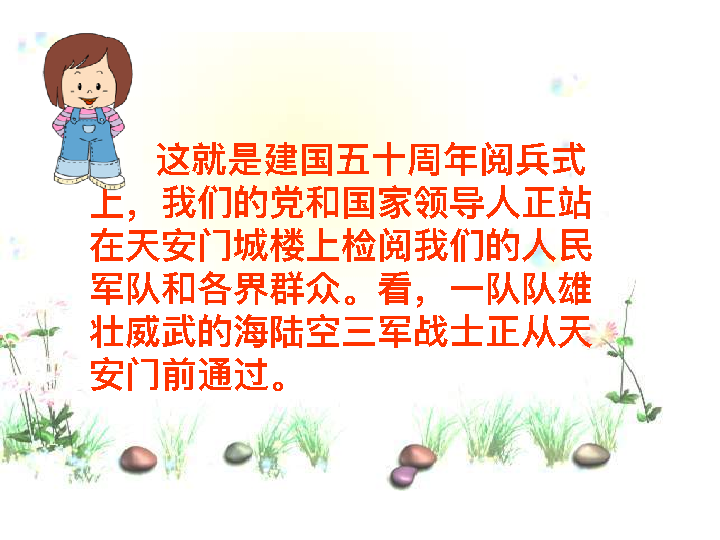 这就是建国五十周年阅兵式
上，我们的党和国家领导人正站
在天安门城楼上检阅我们的人民
军队和各界群众。看，一队队雄
壮威武的海陆空三军战士正从天
安门前通过。